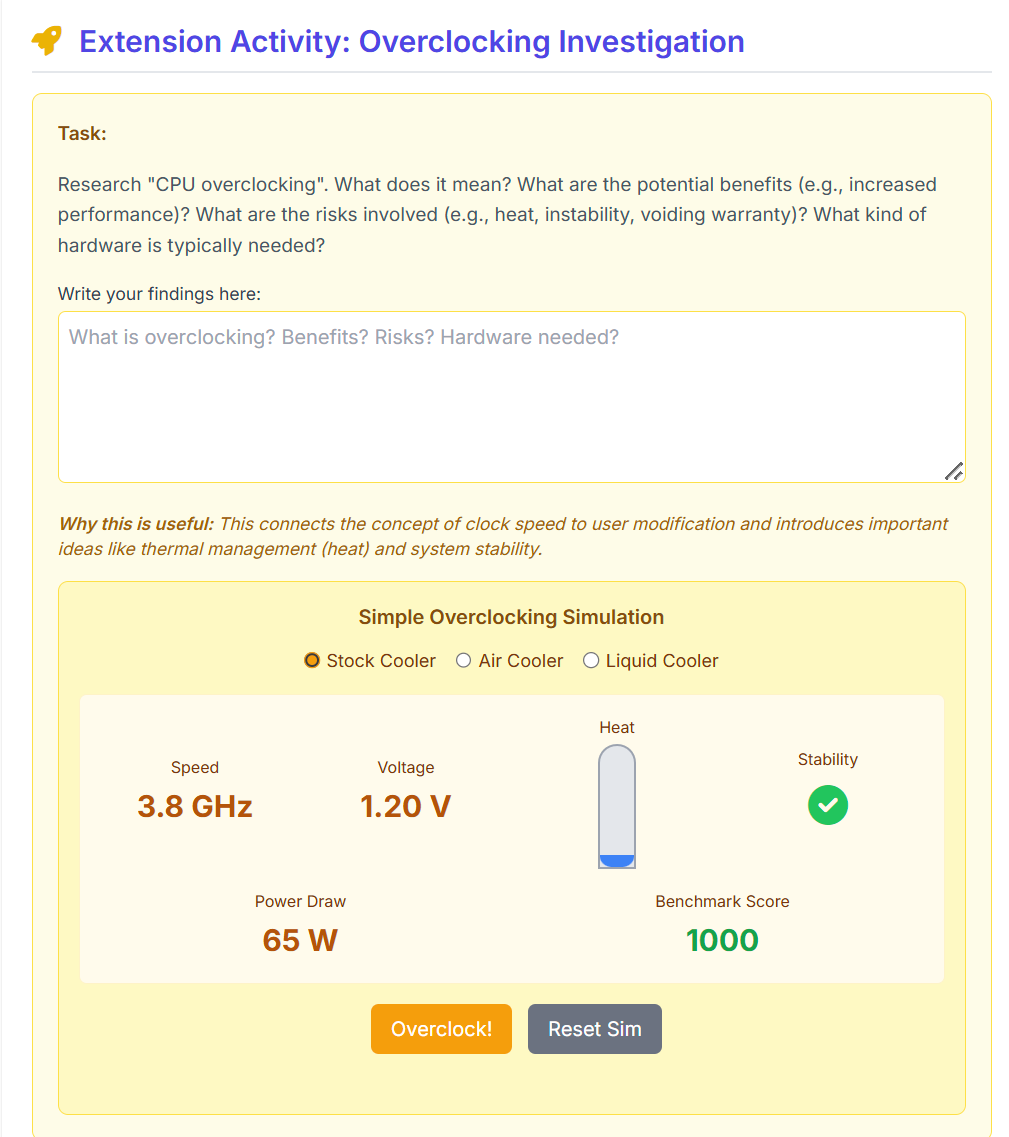 Extension Activity: Overclocking Investigation
Task:
Research "CPU overclocking". What does it mean? What are the potential benefits (e.g., increased
performance)? What are the risks involved (e.g., heat, instability, voiding warranty)? What kind of
hardware is typically needed?
Write your findings here:
What is overclocking? Benefits? Risks? Hardware needed?
Why this is useful: This connects the concept of clock speed to user modification and introduces important
ideas like thermal management (heat) and system stability.
Simple Overclocking Simulation
Stock Cooler Air Cooler Liquid Cooler
Speed
3.8 GHz
Voltage
1.20 V
Heat
Stability
Power Draw
65 W
Benchmark Score
1000
Overclock! Reset Sim